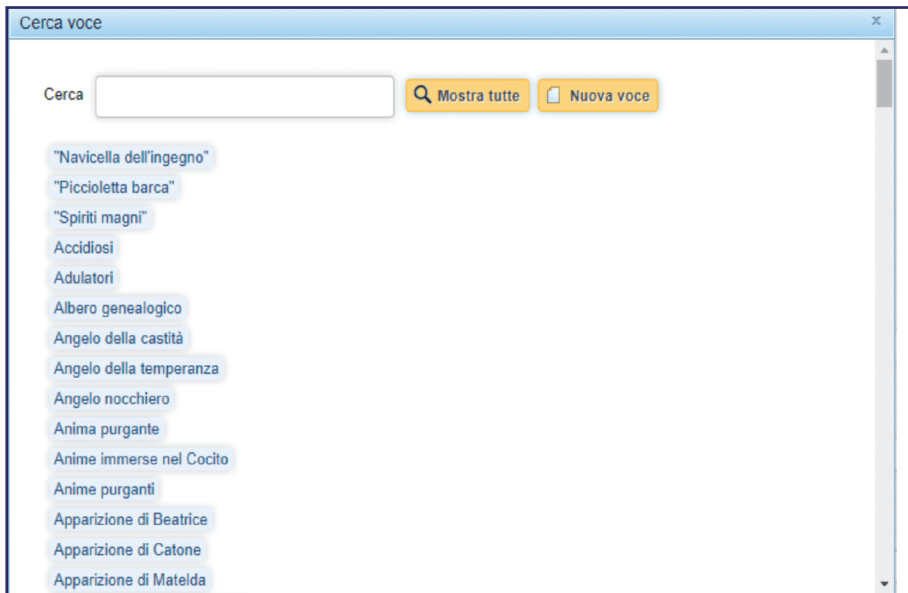 Cerca voce x
Cerca Mostra tutte Nuova voce
"Navicella dell'ingegno"
"Piccioletta barca"
"Spiriti magni"
Accidiosi
Adulatori
Albero genealogico
Angelo della castità
Angelo della temperanza
Angelo nocchiero
Anima purgante
Anime immerse nel Cocito
Anime purganti
Apparizione di Beatrice
Apparizione di Catone
Apparizione di Matelda